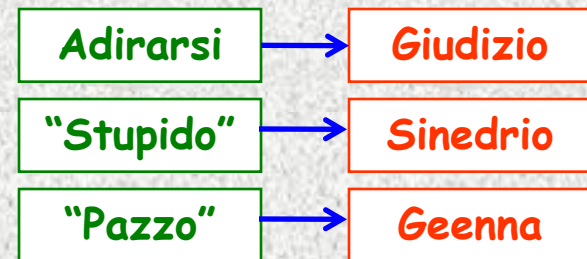 Adirarsi Giudizio
“Stupido” Sinedrio
“Pazzo” Geenna